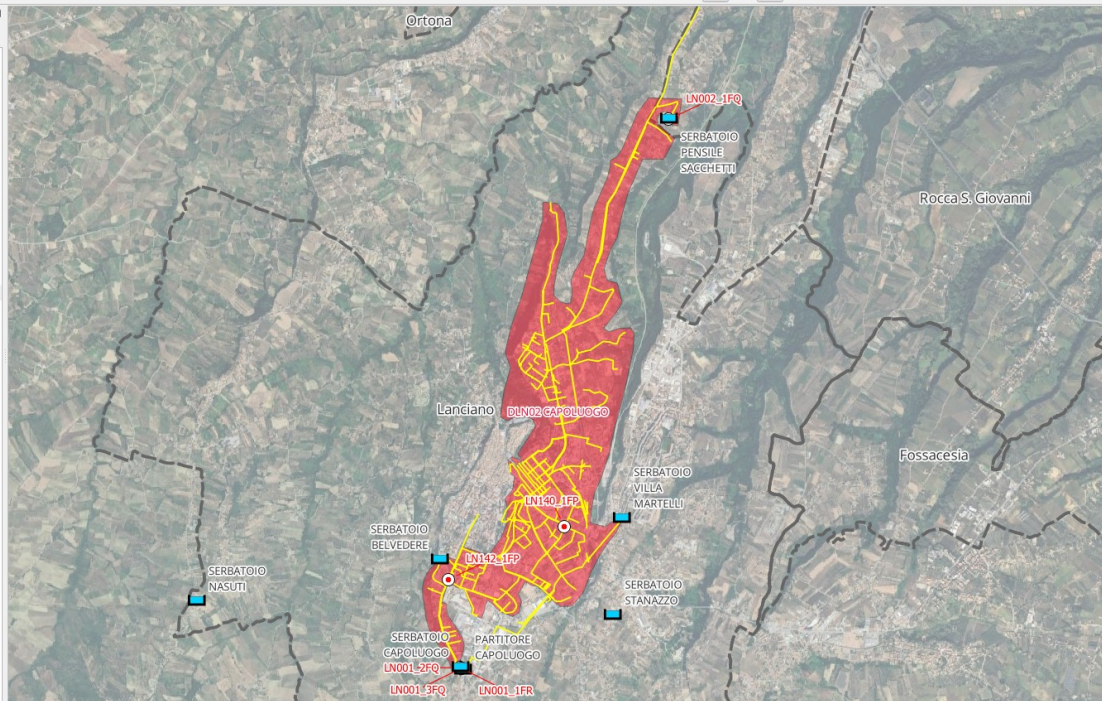 Ortona
LN002_1FQ
SERBATOIO
PENSILE
SACCHETTI
Rocca S. Giovanni
Lanciano
DLN02 CAPOLUOGO
Fossacesia
SERBATOIO
VILLA
MARTELLI
LN140_1FP
SERBATOIO
BELVEDERE
LN142_1FP
SERBATOIO
NASUTI
SERBATOIO
STANAZZO
SERBATOIO
CAPOLUOGO
PARTITORE
CAPOLUOGO
LN001_2FQ
LN001_3FQ
LN001_1FR